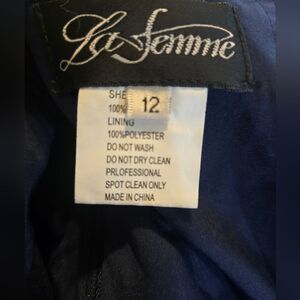 La Femme
SHE
12
100%
LINING
100%POLYESTER
DO NOT WASH
DO NOT DRY CLEAN
PRLOFESSIONAL
SPOT CLEAN ONLY
MADE IN CHINA